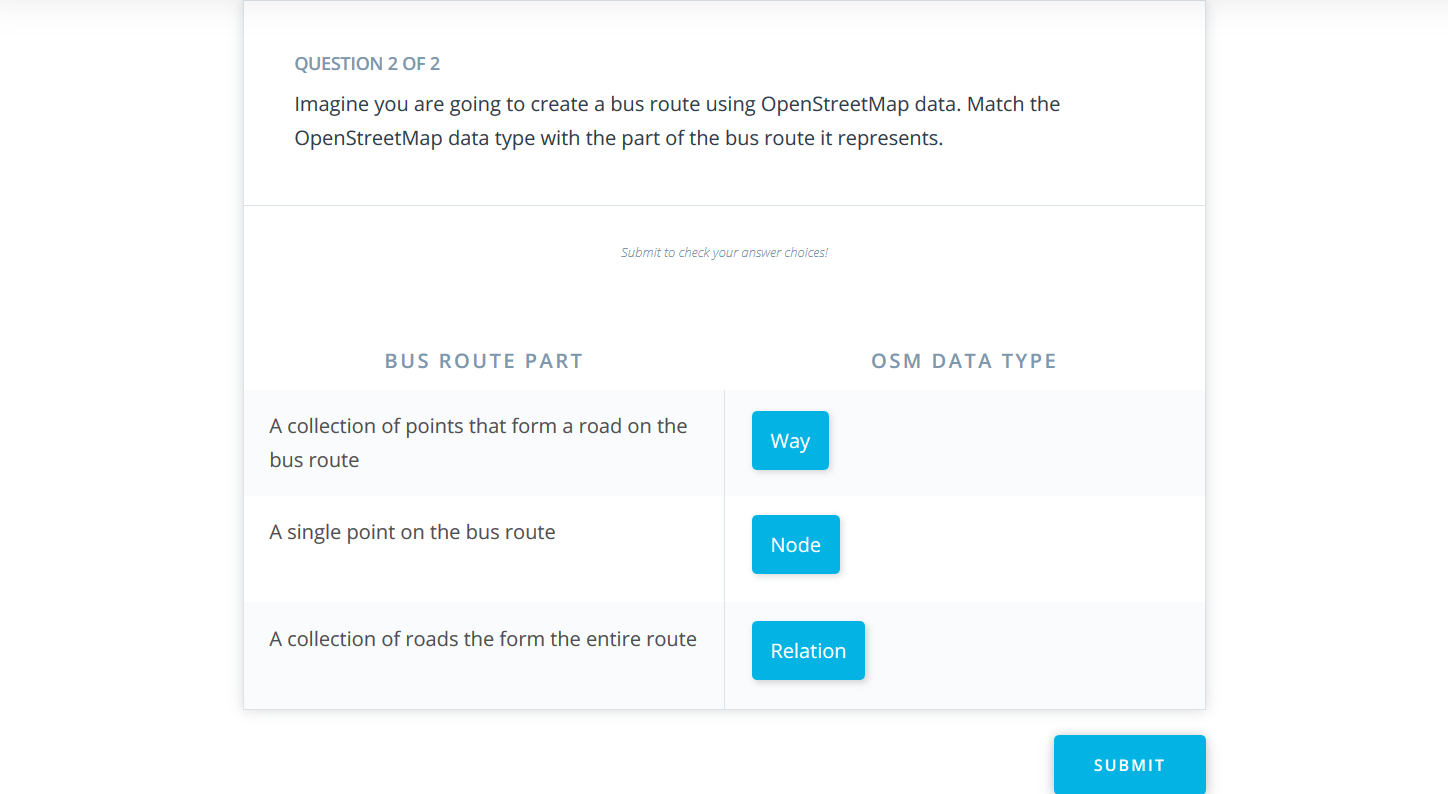 QUESTION 2 OF 2
Imagine you are going to create a bus route using OpenStreetMap data. Match the
OpenStreetMap data type with the part of the bus route it represents.
Submit to check your answer choices!
BUS ROUTE PART
OSM DATA TYPE
A collection of points that form a road on the
bus route
Way
A single point on the bus route
Node
A collection of roads the form the entire route
Relation
SUBMIT